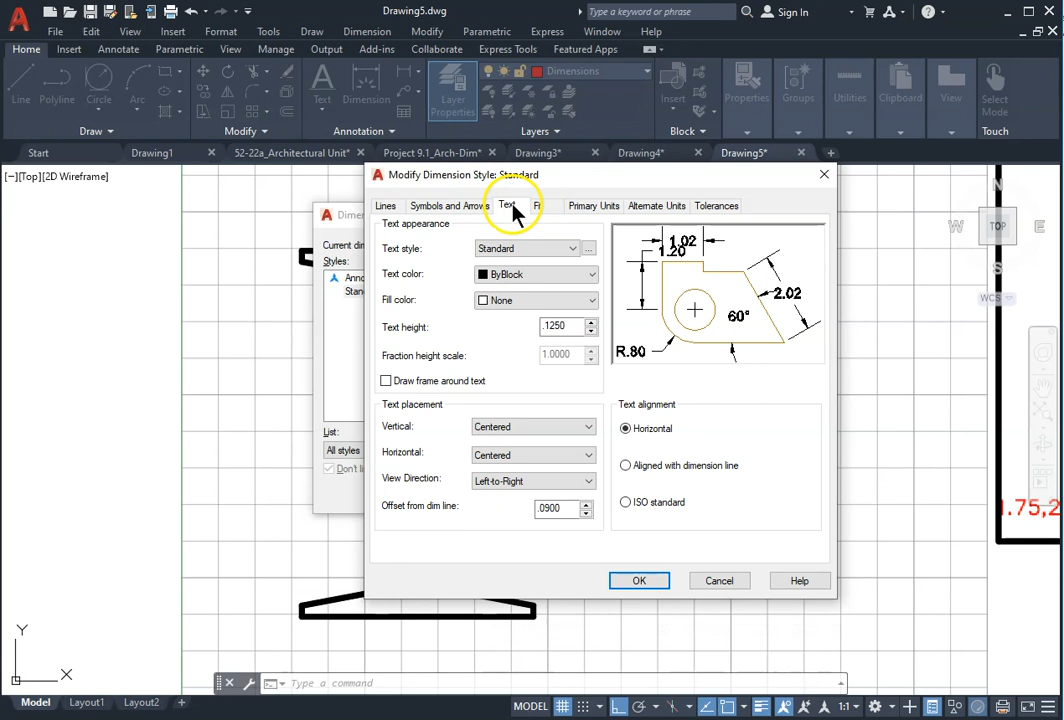 Drawing5.dwg
Type a keyword or phrase
Sign In
File Edit View Insert Format Tools Draw Dimension Modify Parametric Express Window Help
Home Insert Annotate Parametric View Manage Output Add-ins Collaborate Express Tools Featured Apps
Dimensions
Line Polyline Circle Arc Text Dimension Layer Properties Insert Properties Groups Utilities Clipboard View Select Mode
Draw Modify Annotation Layers Block Touch
Start Drawing1 52-22a_Architectural Unit* Project 9.1_Arch-Dim* Drawing3* Drawing4* Drawing5*
[−][Top][2D Wireframe]
Modify Dimension Style: Standard
Lines Symbols and Arrows Text Primary Units Alternate Units Tolerances
Text appearance
Text style: Standard ...
Text color: ByBlock
Fill color: None
Text height: .1250
Fraction height scale: 1.0000
Draw frame around text
Text placement
Vertical: Centered
Horizontal: Centered
View Direction: Left-to-Right
Offset from dim line: .0900
1.02
1.20
2.02
60°
R.80
Text alignment
Horizontal
Aligned with dimension line
ISO standard
OK Cancel Help
Current
Styles:
List:
All styles
N
W TOP E
S
WCS
1.75,2
Y
X
Type a command
Model Layout1 Layout2 +
MODEL
1:1